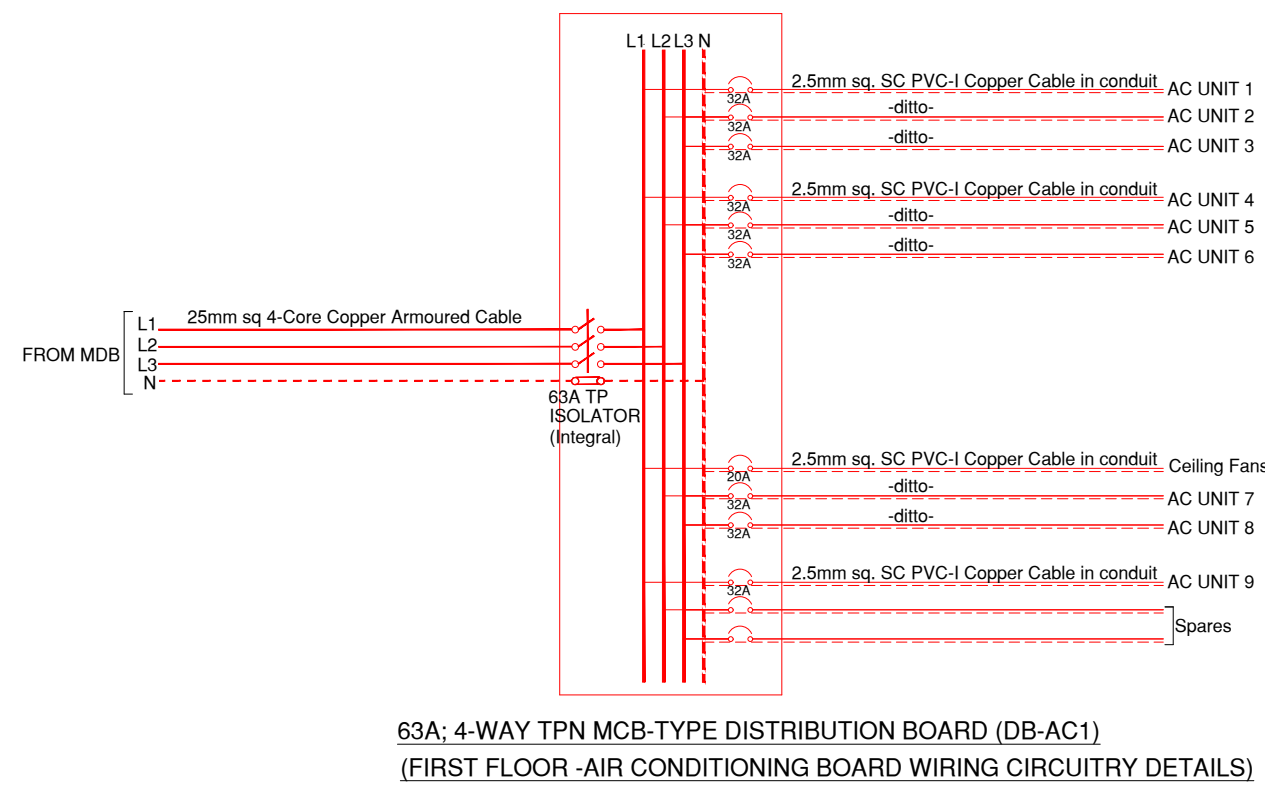 L1 L2 L3 N
2.5mm sq. SC PVC-I Copper Cable in conduit AC UNIT 1
32A
-ditto- AC UNIT 2
32A
-ditto- AC UNIT 3
32A
2.5mm sq. SC PVC-I Copper Cable in conduit AC UNIT 4
32A
-ditto- AC UNIT 5
32A
-ditto- AC UNIT 6
32A
FROM MDB
L1 25mm sq 4-Core Copper Armoured Cable
L2
L3
N
63A TP
ISOLATOR
(Integral)
2.5mm sq. SC PVC-I Copper Cable in conduit Ceiling Fans
20A
-ditto- AC UNIT 7
32A
-ditto- AC UNIT 8
32A
2.5mm sq. SC PVC-I Copper Cable in conduit AC UNIT 9
32A
Spares
63A; 4-WAY TPN MCB-TYPE DISTRIBUTION BOARD (DB-AC1)
(FIRST FLOOR -AIR CONDITIONING BOARD WIRING CIRCUITRY DETAILS)